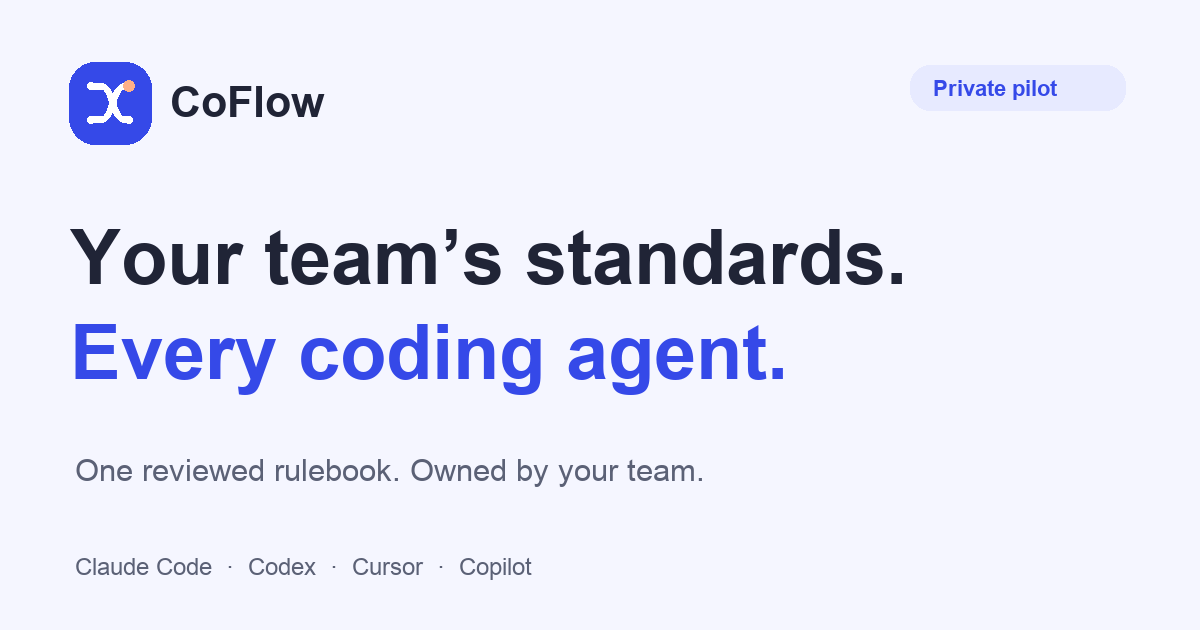 CoFlow
Private pilot
Your team’s standards.
Every coding agent.
One reviewed rulebook. Owned by your team.
Claude Code · Codex · Cursor · Copilot